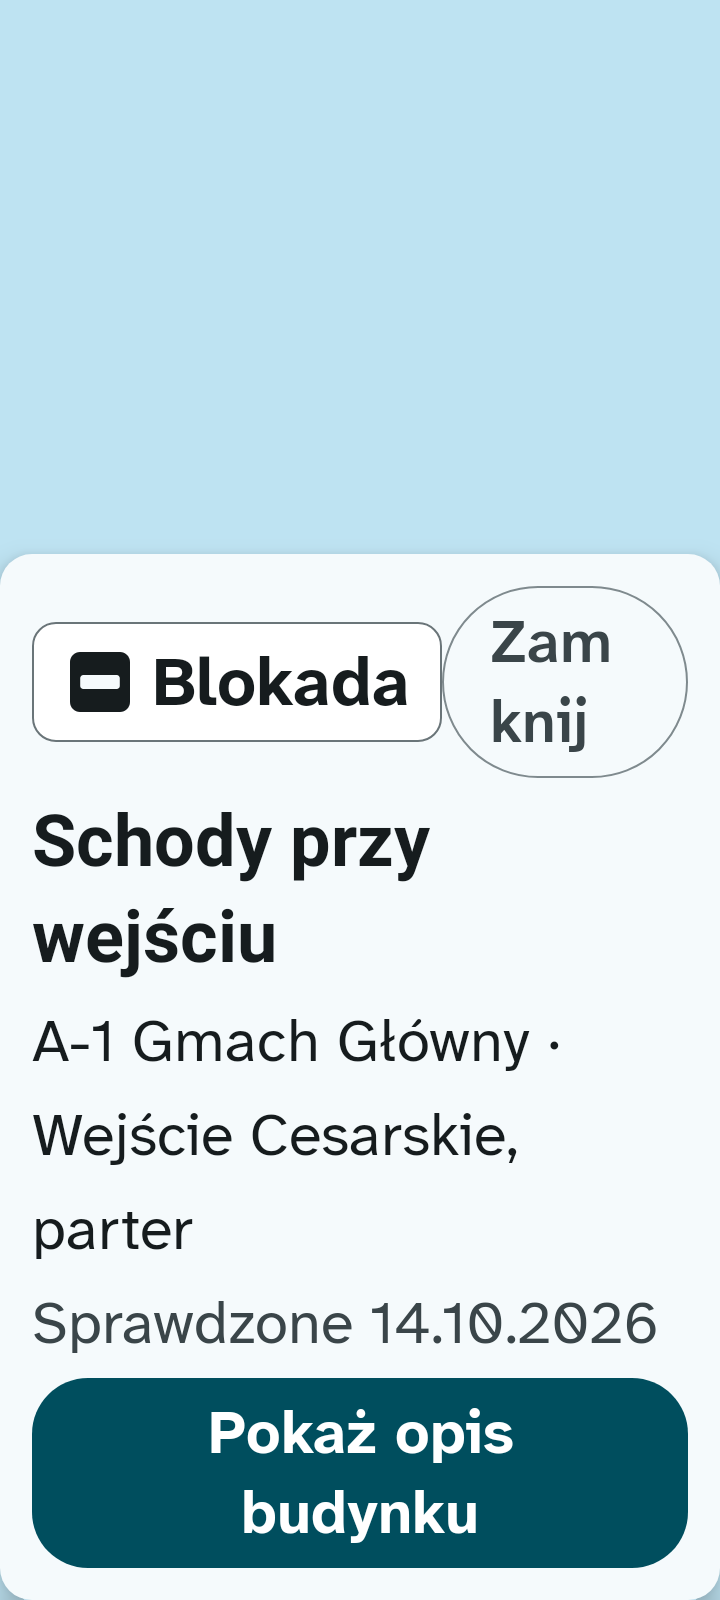 Blokada
Zam
knij
Schody przy
wejściu
A-1 Gmach Główny ·
Wejście Cesarskie,
parter
Sprawdzone 14.10.2026
Pokaż opis
budynku